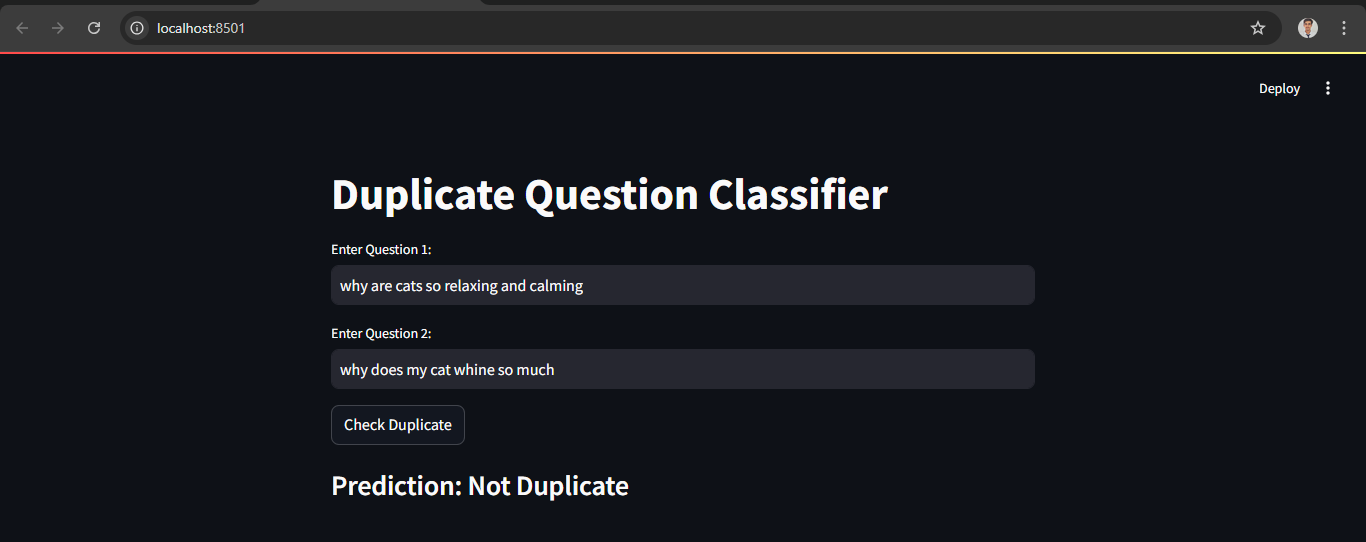 localhost:8501
Deploy
Duplicate Question Classifier
Enter Question 1:
why are cats so relaxing and calming
Enter Question 2:
why does my cat whine so much
Check Duplicate
Prediction: Not Duplicate